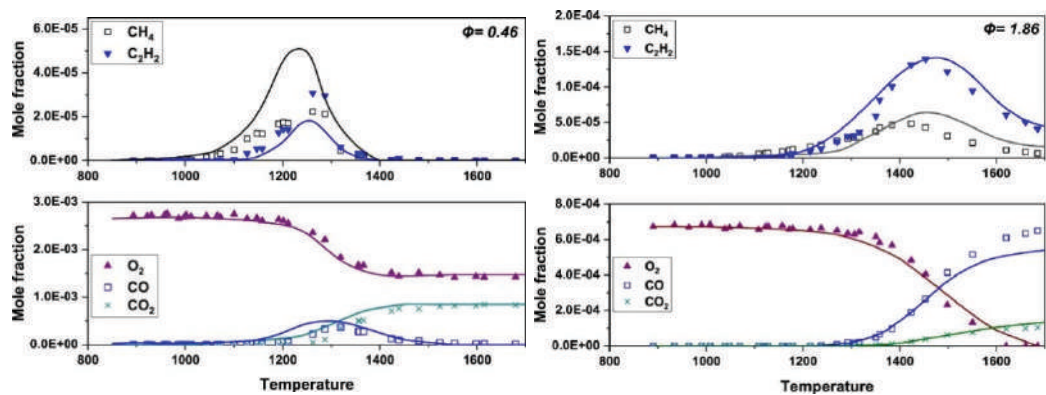 CH4
C2H2
Φ= 0.46
Mole fraction
6.0E-05
4.0E-05
2.0E-05
0.0E+00
800 1000 1200 1400 1600
O2
CO
CO2
Mole fraction
3.0E-03
2.0E-03
1.0E-03
0.0E+00
800 1000 1200 1400 1600
Temperature
CH4
C2H2
Φ= 1.86
Mole fraction
2.0E-04
1.5E-04
1.0E-04
5.0E-05
0.0E+00
800 1000 1200 1400 1600
O2
CO
CO2
Mole fraction
8.0E-04
6.0E-04
4.0E-04
2.0E-04
0.0E+00
800 1000 1200 1400 1600
Temperature